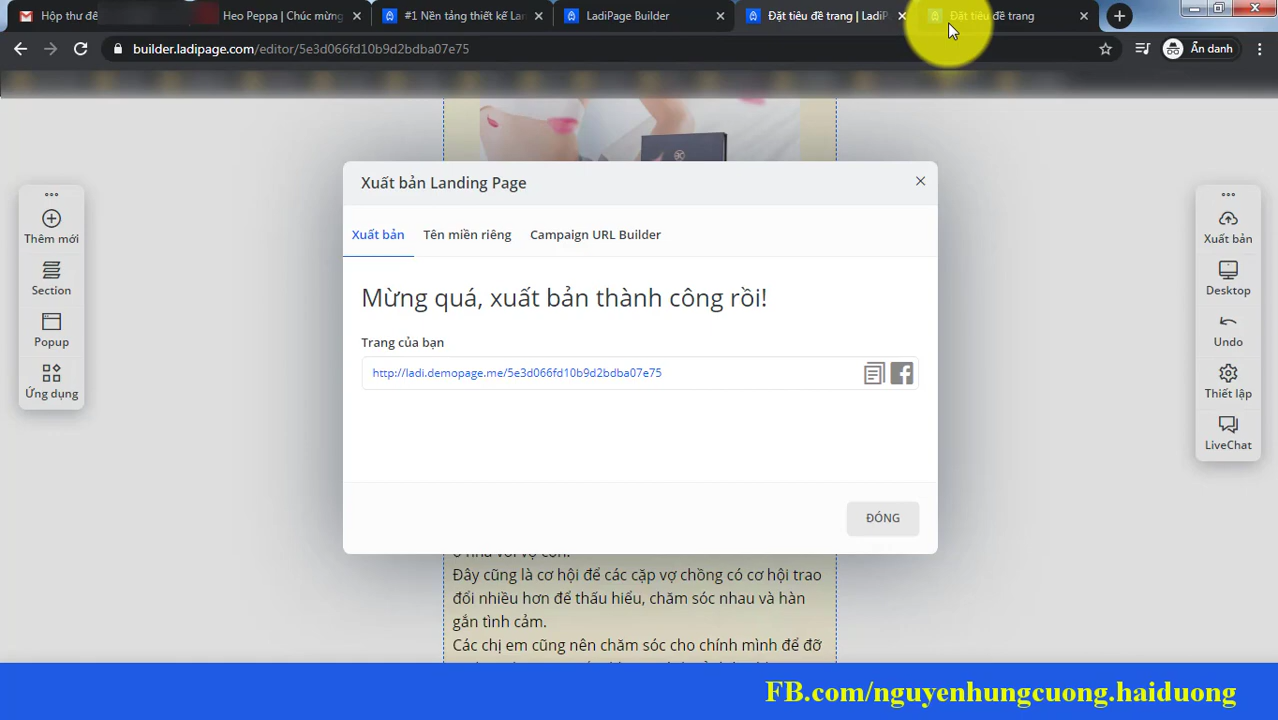 Hộp thư đế
Heo Peppa | Chúc mừng
#1 Nền tảng thiết kế Lan
LadiPage Builder
Đặt tiêu đề trang | LadiP
Đặt tiêu đề trang
builder.ladipage.com/editor/5e3d066fd10b9d2bdba07e75
Ẩn danh
Thêm mới
Section
Popup
Ứng dụng
Xuất bản Landing Page
Xuất bản Tên miền riêng Campaign URL Builder
Mừng quá, xuất bản thành công rồi!
Trang của bạn
http://ladi.demopage.me/5e3d066fd10b9d2bdba07e75
ĐÓNG
Xuất bản
Desktop
Undo
Thiết lập
LiveChat
Đây cũng là cơ hội để các cặp vợ chồng có cơ hội trao
đổi nhiều hơn để thấu hiểu, chăm sóc nhau và hàn
gắn tình cảm.
Các chị em cũng nên chăm sóc cho chính mình để đỡ
FB.com/nguyenhungcuong.haiduong